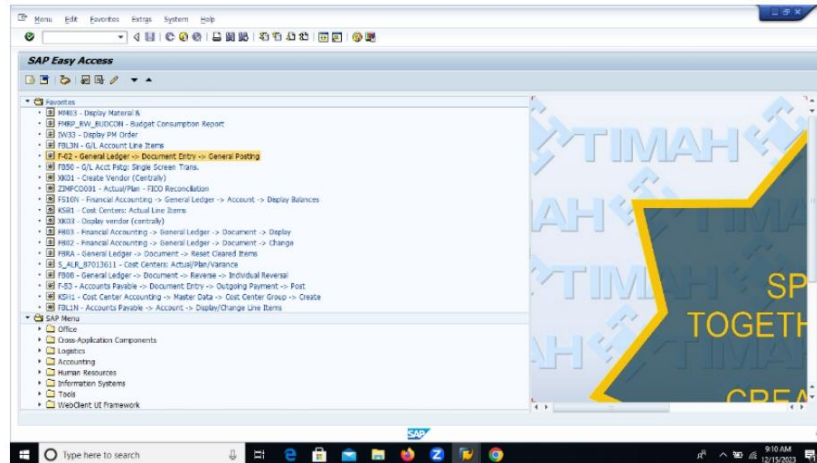 Menu Edit Favorites Extras System Help
SAP Easy Access
Favorites
MM03 - Display Material &
FMRP_RW_BUDCON - Budget Consumption Report
IW33 - Display PM Order
FBL3N - G/L Account Line Items
F-02 - General Ledger -> Document Entry -> General Posting
FB50 - G/L Acct Pstg: Single Screen Trans.
XK01 - Create Vendor (Centrally)
ZIMPCO031 - Actual/Plan - FICO Reconciliation
FS10N - Financial Accounting -> General Ledger -> Account -> Display Balances
KSB1 - Cost Centers: Actual Line Items
XK03 - Display vendor (centrally)
FB03 - Financial Accounting -> General Ledger -> Document -> Display
FB02 - Financial Accounting -> General Ledger -> Document -> Change
FBRA - General Ledger -> Document -> Reset Cleared Items
S_ALR_87013611 - Cost Centers: Actual/Plan/Variance
FB08 - General Ledger -> Document -> Reverse -> Individual Reversal
F-53 - Accounts Payable -> Document Entry -> Outgoing Payment -> Post
KSH1 - Cost Center Accounting -> Master Data -> Cost Center Group -> Create
FBL1N - Accounts Payable -> Account -> Display/Change Line Items
SAP Menu
Office
Cross-Application Components
Logistics
Accounting
Human Resources
Information Systems
Tools
WebClient UI Framework
TIMAH
AH
TIMA
TIM
SP
TOGETH
AH
TIMA
CREA
SAP
Type here to search
9:10 AM
12/15/2023